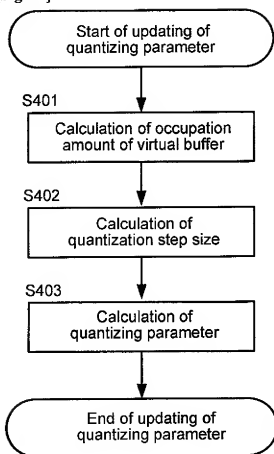 Start of updating of
quantizing parameter
S401
Calculation of occupation
amount of virtual buffer
S402
Calculation of
quantization step size
S403
Calculation of
quantizing parameter
End of updating of
quantizing parameter